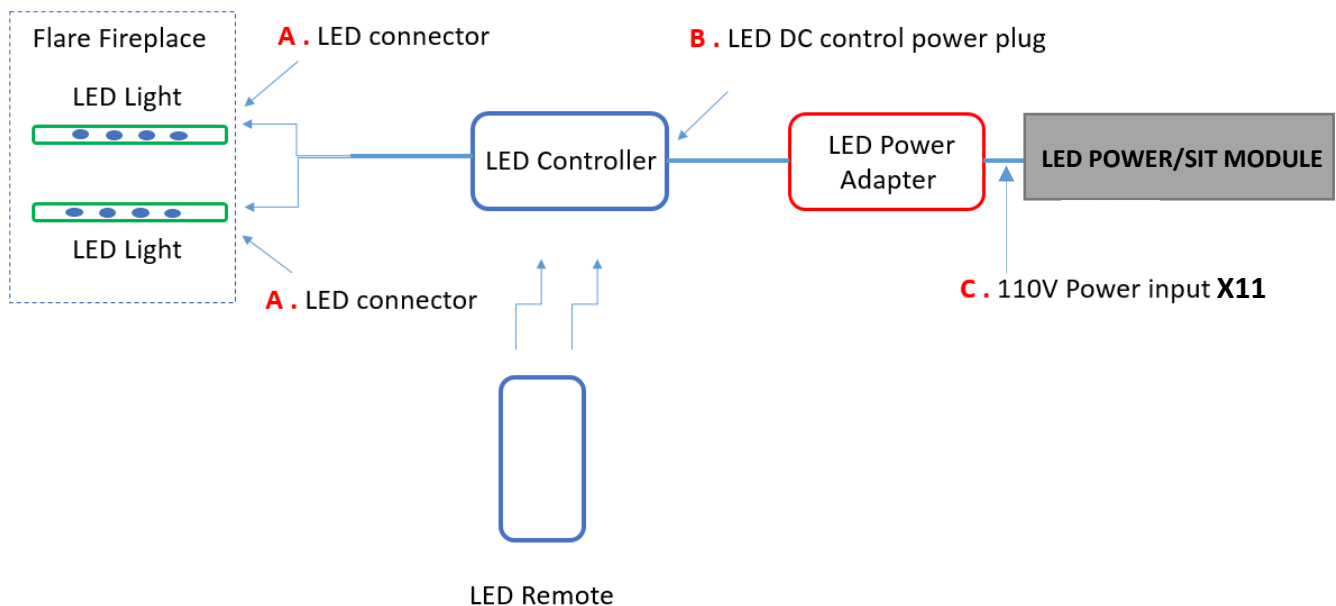 Flare Fireplace
A . LED connector
B . LED DC control power plug
LED Light
LED Controller
LED Power
Adapter
LED POWER/SIT MODULE
LED Light
A . LED connector
C . 110V Power input X11
LED Remote